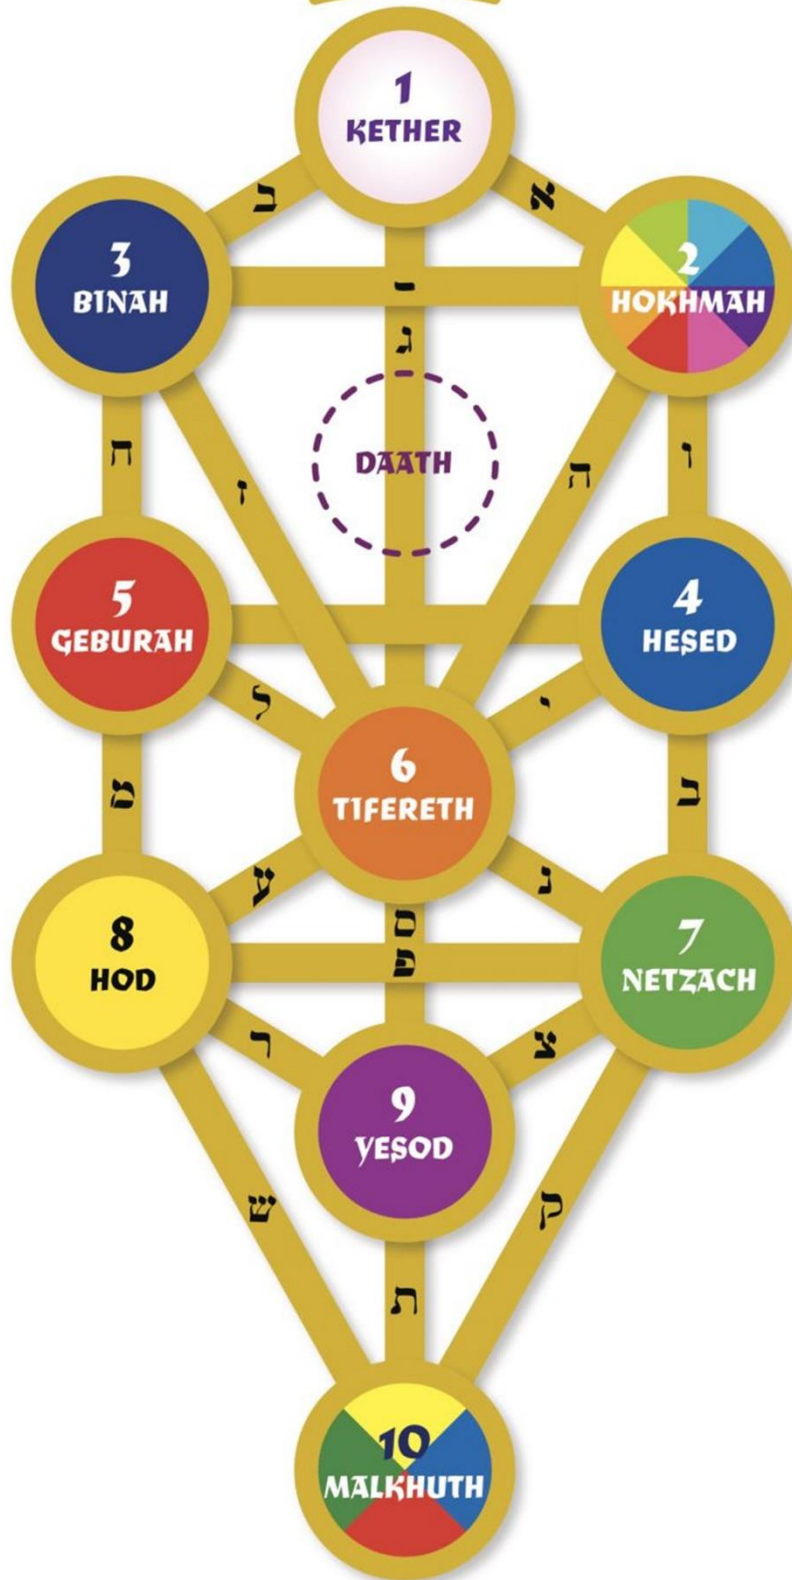 1
KETHER
ב
א
3
BINAH
2
HOKHMAH
ג
DAATH
ח
ז
ה
ו
5
GEBURAH
4
HESED
ל
י
6
TIFERETH
נ
ס
פ
8
HOD
7
NETZACH
ר
צ
9
YESOD
ש
ק
ת
10
MALKHUTH